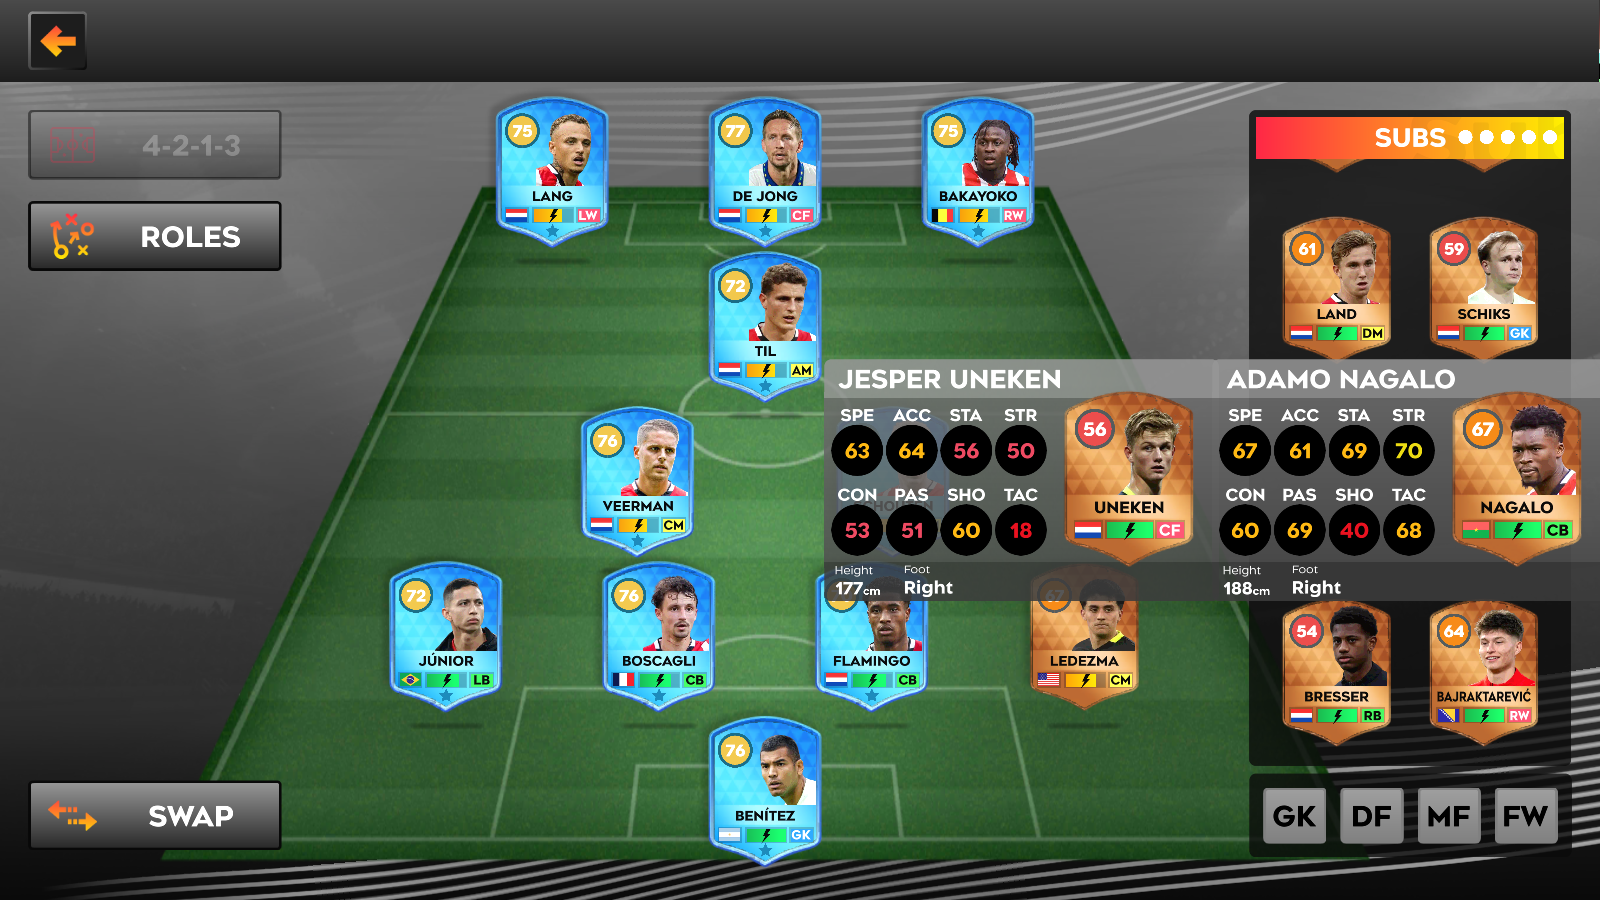 4-2-1-3
ROLES
SWAP
75
LANG
LW
77
DE JONG
CF
75
BAKAYOKO
RW
72
TIL
AM
76
VEERMAN
CM
72
JÚNIOR
LB
76
BOSCAGLI
CB
FLAMINGO
CB
67
LEDEZMA
CM
76
BENÍTEZ
GK
JESPER UNEKEN
SPE ACC STA STR
63 64 56 50
CON PAS SHO TAC
53 51 60 18
Height Foot
177cm Right
56
UNEKEN
CF
ADAMO NAGALO
SPE ACC STA STR
67 61 69 70
CON PAS SHO TAC
60 69 40 68
Height Foot
188cm Right
67
NAGALO
CB
SUBS
61
LAND
DM
59
SCHIKS
GK
54
BRESSER
RB
64
BAJRAKTAREVIĆ
RW
GK DF MF FW